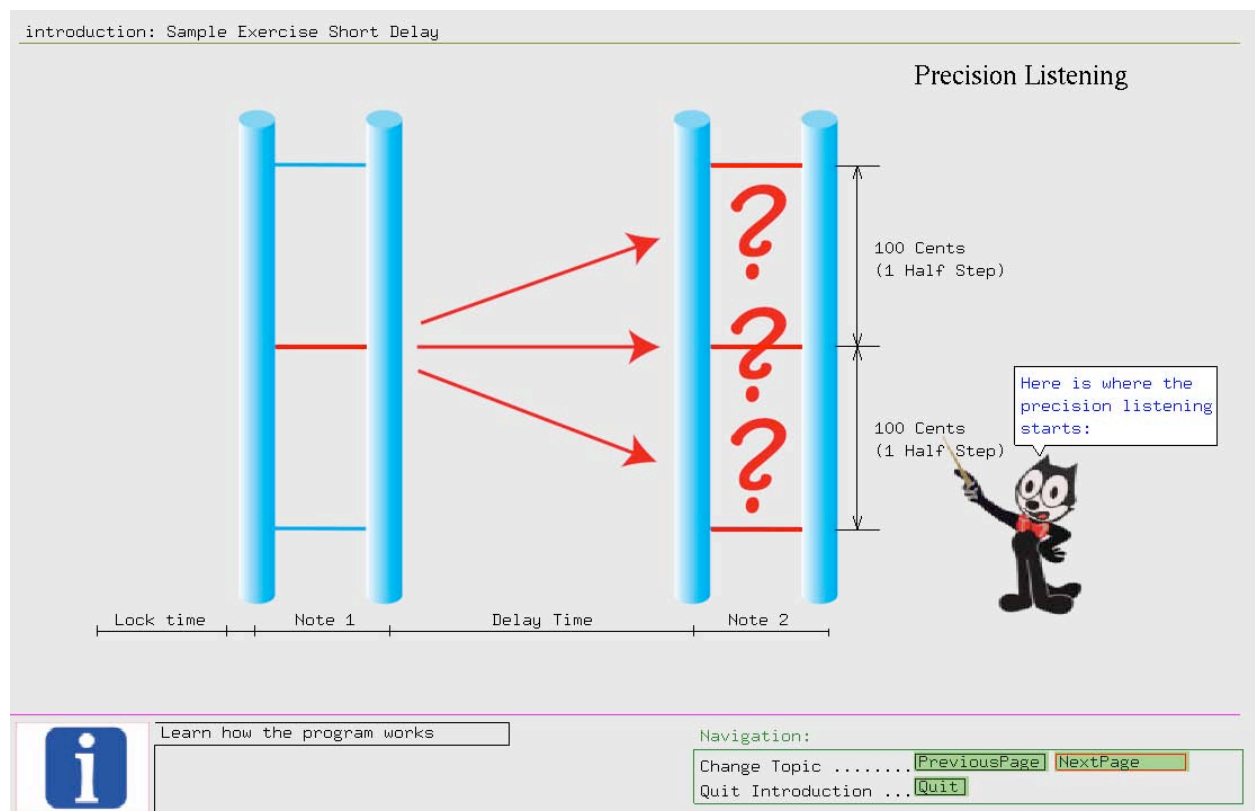 introduction: Sample Exercise Short Delay
Precision Listening
?
?
?
100 Cents
(1 Half Step)
Here is where the
precision listening
starts:
100 Cents
(1 Half Step)
Lock time
Note 1
Delay Time
Note 2
i
Learn how the program works
Navigation:
Change Topic ........PreviousPage NextPage
Quit Introduction ...Quit